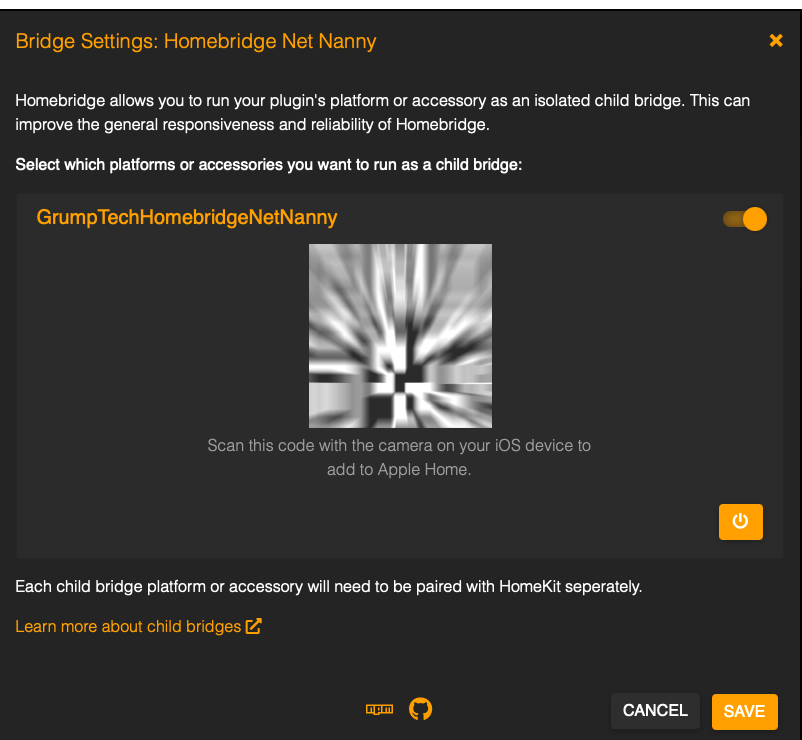 Bridge Settings: Homebridge Net Nanny
Homebridge allows you to run your plugin's platform or accessory as an isolated child bridge. This can
improve the general responsiveness and reliability of Homebridge.
Select which platforms or accessories you want to run as a child bridge:
GrumpTechHomebridgeNetNanny
Scan this code with the camera on your iOS device to
add to Apple Home.
Each child bridge platform or accessory will need to be paired with HomeKit seperately.
Learn more about child bridges
npm
CANCEL
SAVE